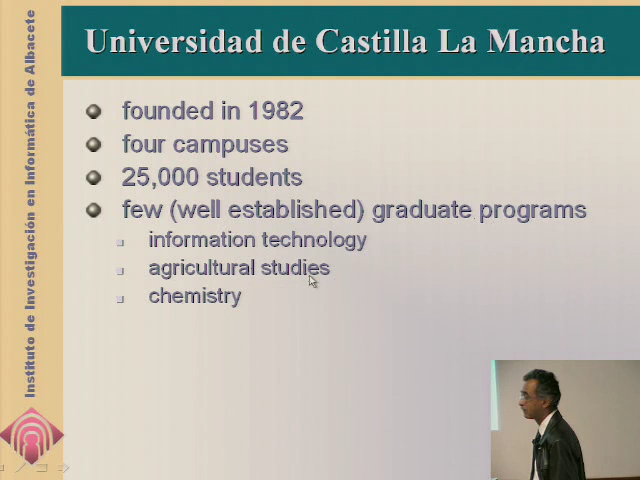 Universidad de Castilla La Mancha
founded in 1982
four campuses
25,000 students
few (well established) graduate programs
information technology
agricultural studies
chemistry
Instituto de Investigación en Informática de Albacete